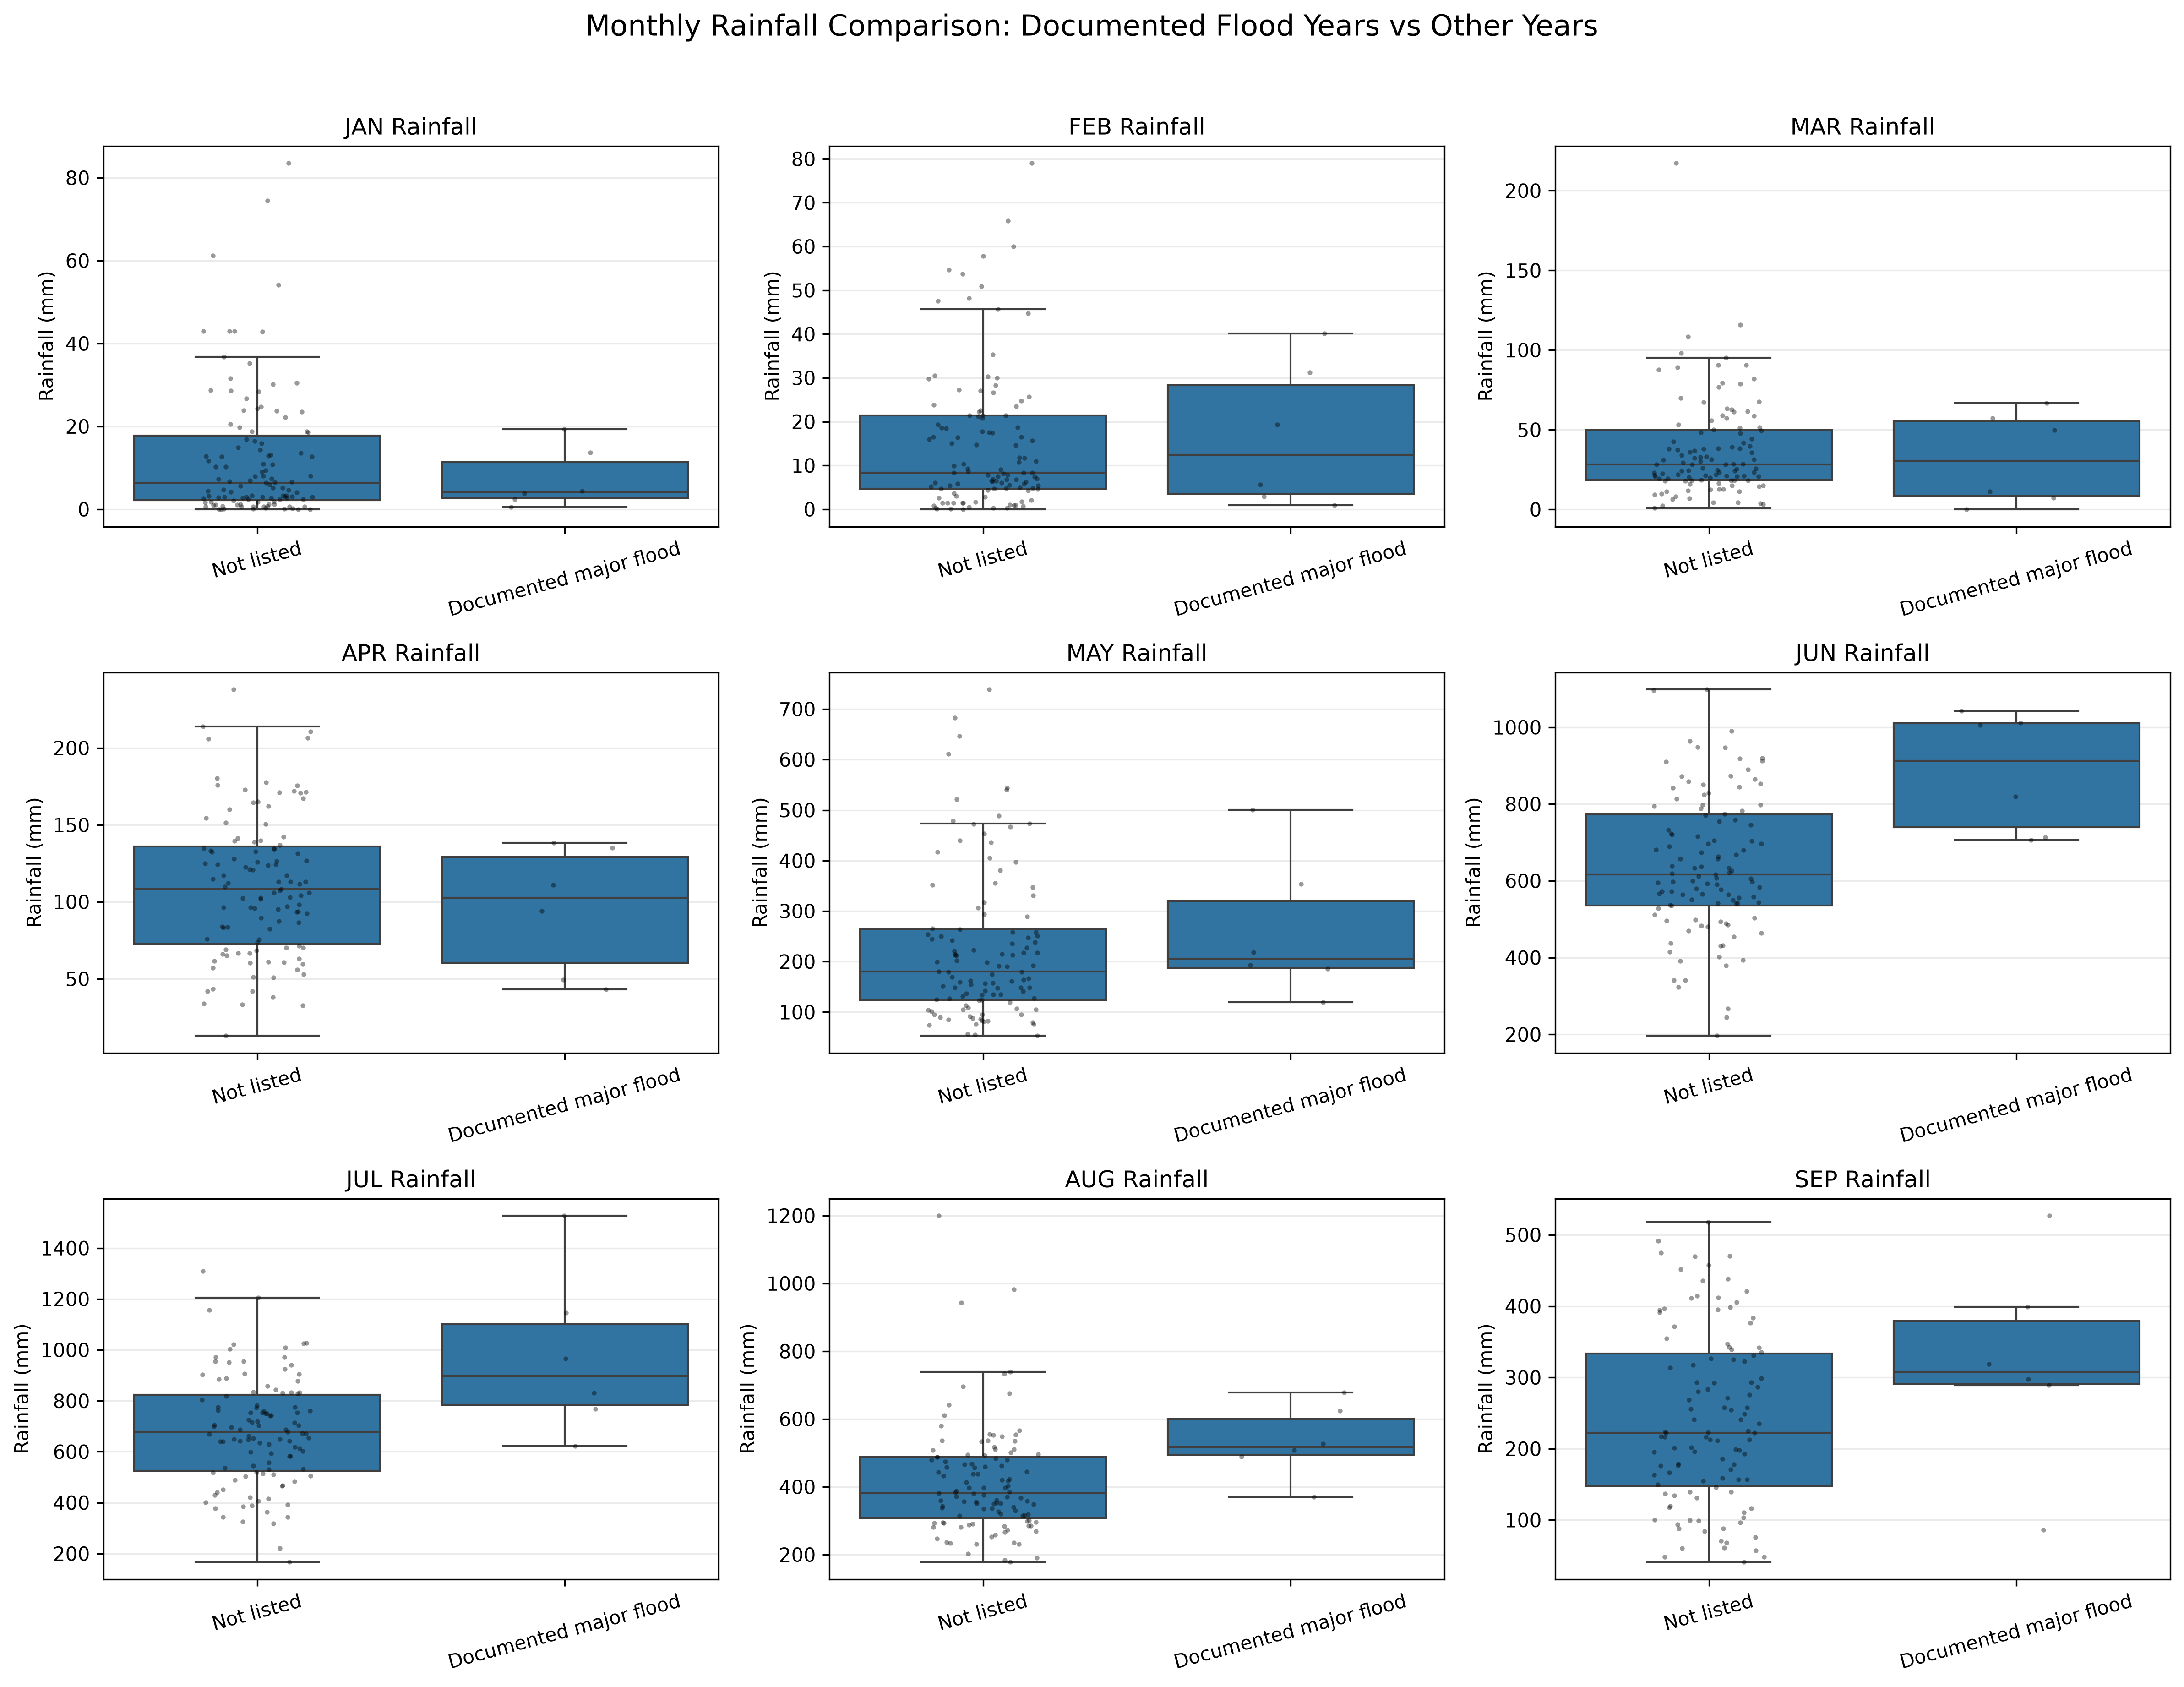 Monthly Rainfall Comparison: Documented Flood Years vs Other Years
JAN Rainfall
Rainfall (mm)
80
60
40
20
0
Not listed
Documented major flood
FEB Rainfall
Rainfall (mm)
80
70
60
50
40
30
20
10
0
Not listed
Documented major flood
MAR Rainfall
Rainfall (mm)
200
150
100
50
0
Not listed
Documented major flood
APR Rainfall
Rainfall (mm)
200
150
100
50
Not listed
Documented major flood
MAY Rainfall
Rainfall (mm)
700
600
500
400
300
200
100
Not listed
Documented major flood
JUN Rainfall
Rainfall (mm)
1000
800
600
400
200
Not listed
Documented major flood
JUL Rainfall
Rainfall (mm)
1400
1200
1000
800
600
400
200
Not listed
Documented major flood
AUG Rainfall
Rainfall (mm)
1200
1000
800
600
400
200
Not listed
Documented major flood
SEP Rainfall
Rainfall (mm)
500
400
300
200
100
Not listed
Documented major flood